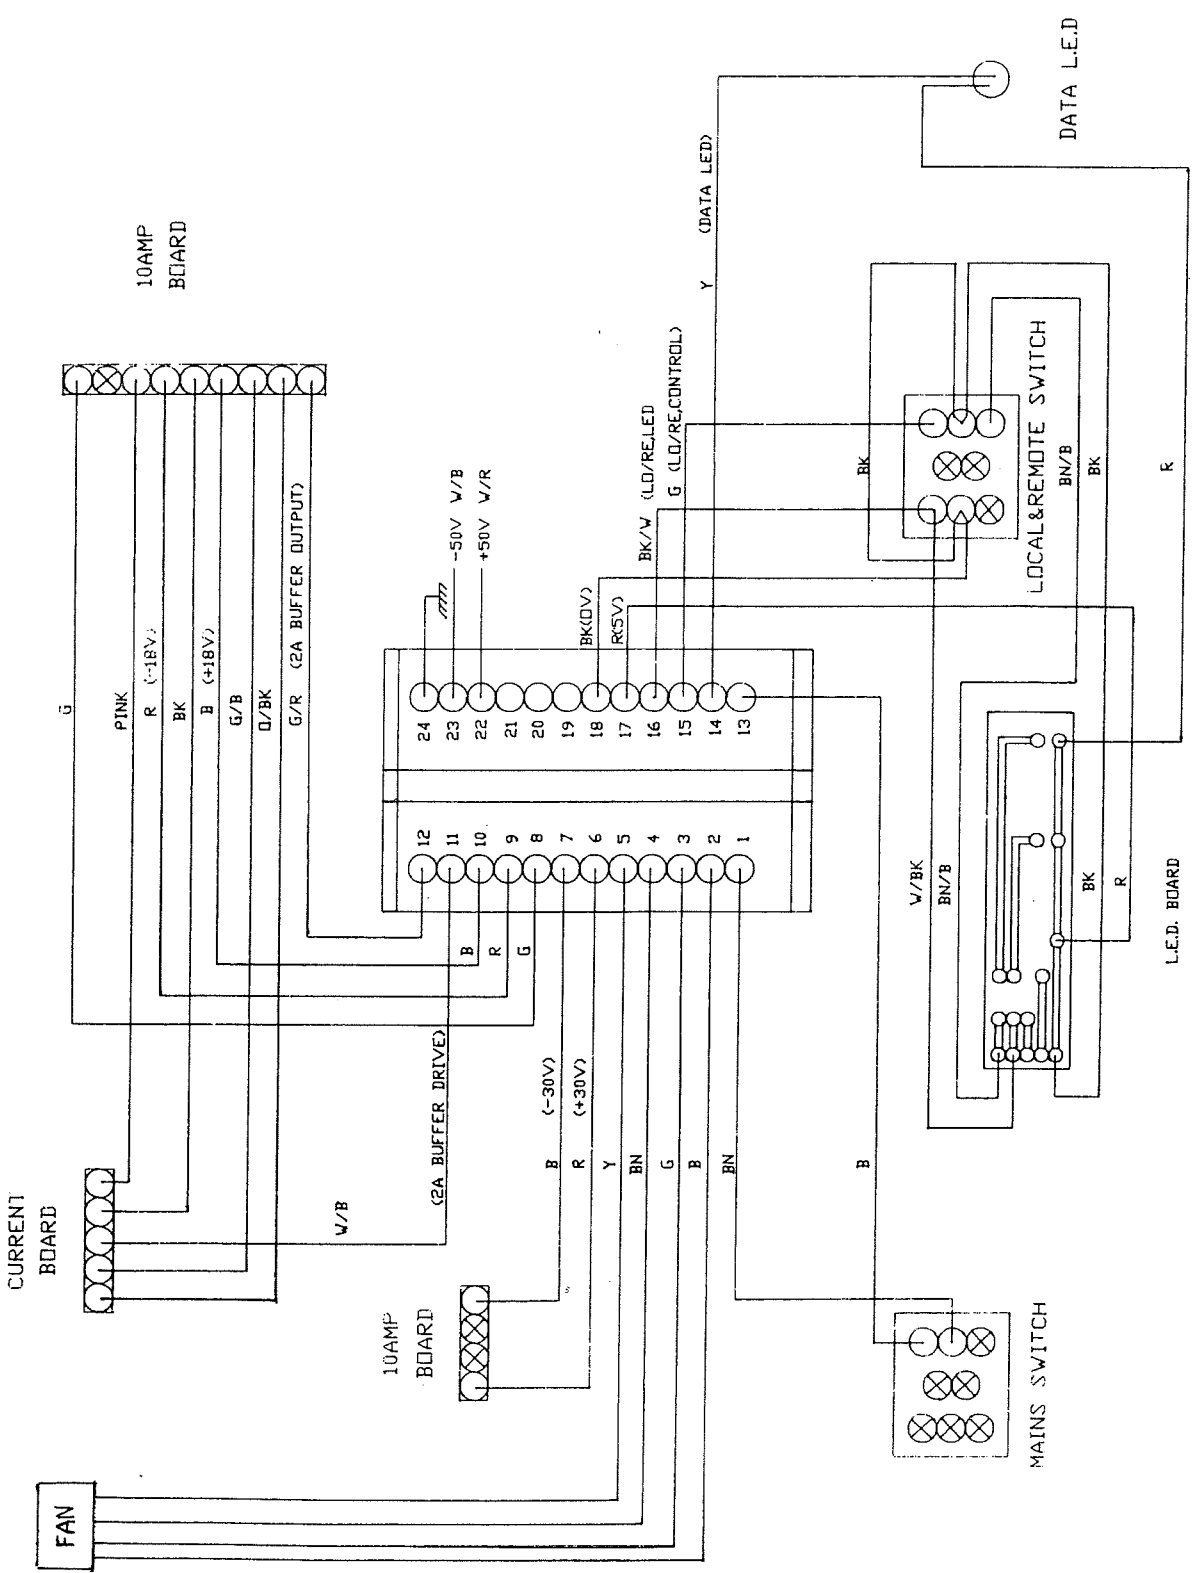 FAN
CURRENT
BOARD
10AMP
BOARD
10AMP
BOARD
G
PINK
R (-18V)
BK
B (+18V)
G/B
O/BK
G/R (2A BUFFER OUTPUT)
W/B
(2A BUFFER DRIVE)
B
R
G
B (-30V)
R (+30V)
Y
BN
G
B
BN
12
11
10
9
8
7
6
5
4
3
2
1
24
23
22
21
20
19
18
17
16
15
14
13
-50V W/B
+50V W/R
BK(0V)
R(5V)
BK/W (LO/RE,LED
G (LO/RE,CONTROL)
Y (DATA LED)
B
MAINS SWITCH
BK
LOCAL&REMOTE SWITCH
BN/B
BK
R
DATA L.E.D
W/BK
BN/B
BK
R
L.E.D. BOARD